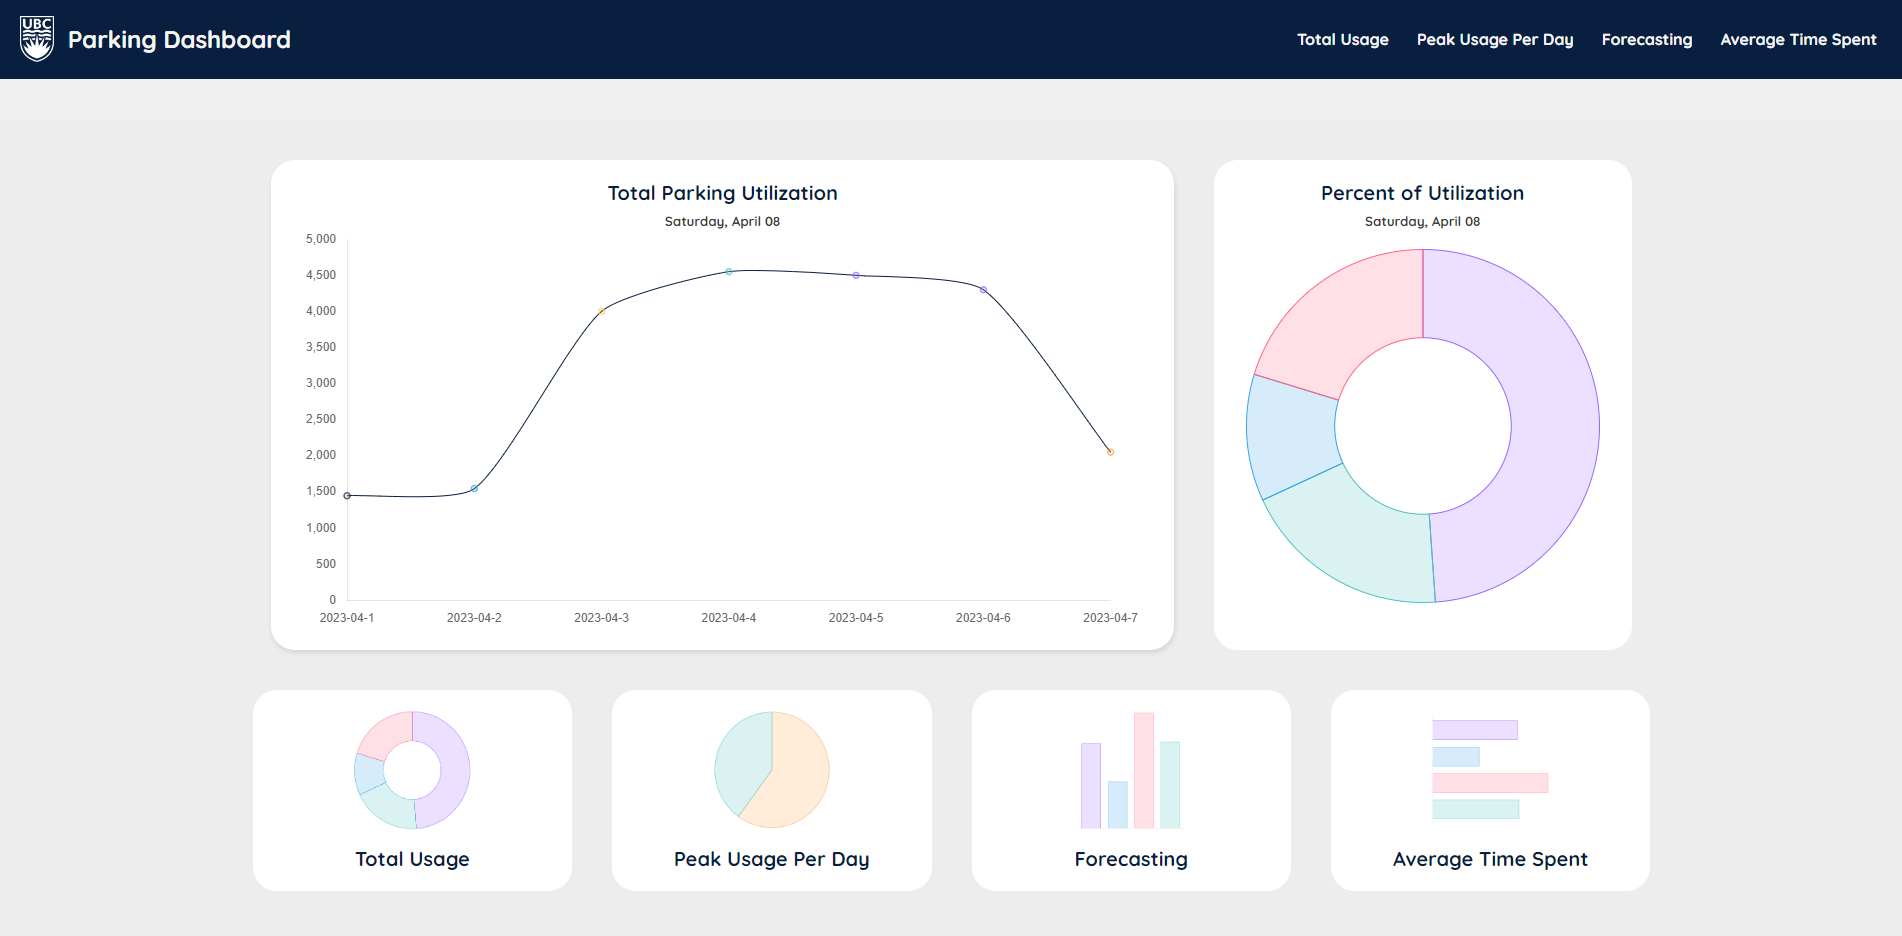 UBC
Parking Dashboard
Total Usage
Peak Usage Per Day
Forecasting
Average Time Spent
Total Parking Utilization
Saturday, April 08
5,000
4,500
4,000
3,500
3,000
2,500
2,000
1,500
1,000
500
0
2023-04-1
2023-04-2
2023-04-3
2023-04-4
2023-04-5
2023-04-6
2023-04-7
Percent of Utilization
Saturday, April 08
Total Usage
Peak Usage Per Day
Forecasting
Average Time Spent